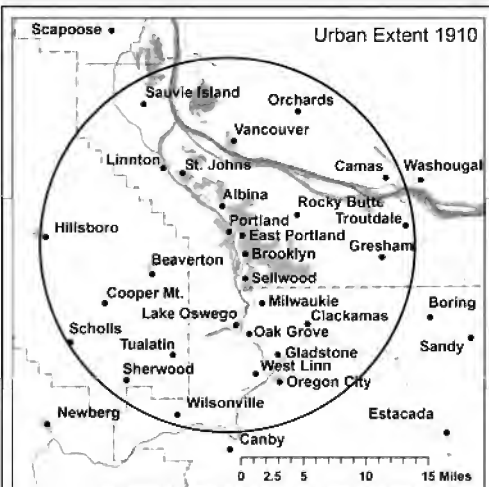 Urban Extent 1910
Scapoose
Sauvie Island
Orchards
Vancouver
Linnton
St. Johns
Camas
Washougal
Albina
Rocky Butte
Portland
Troutdale
Hillsboro
East Portland
Brooklyn
Gresham
Beaverton
Sellwood
Cooper Mt.
Milwaukie
Boring
Lake Oswego
Clackamas
Scholls
Oak Grove
Sandy
Tualatin
Gladstone
Sherwood
West Linn
Oregon City
Wilsonville
Newberg
Estacada
Canby
0 2.5 5 10 15 Miles